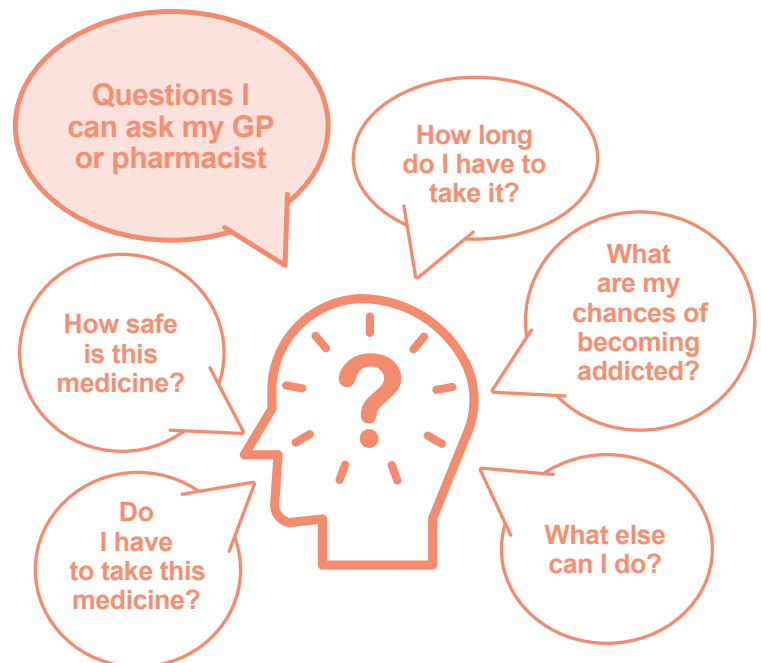 Questions I
can ask my GP
or pharmacist
How long
do I have to
take it?
What
are my
chances of
becoming
addicted?
How safe
is this
medicine?
?
Do
I have
to take this
medicine?
What else
can I do?